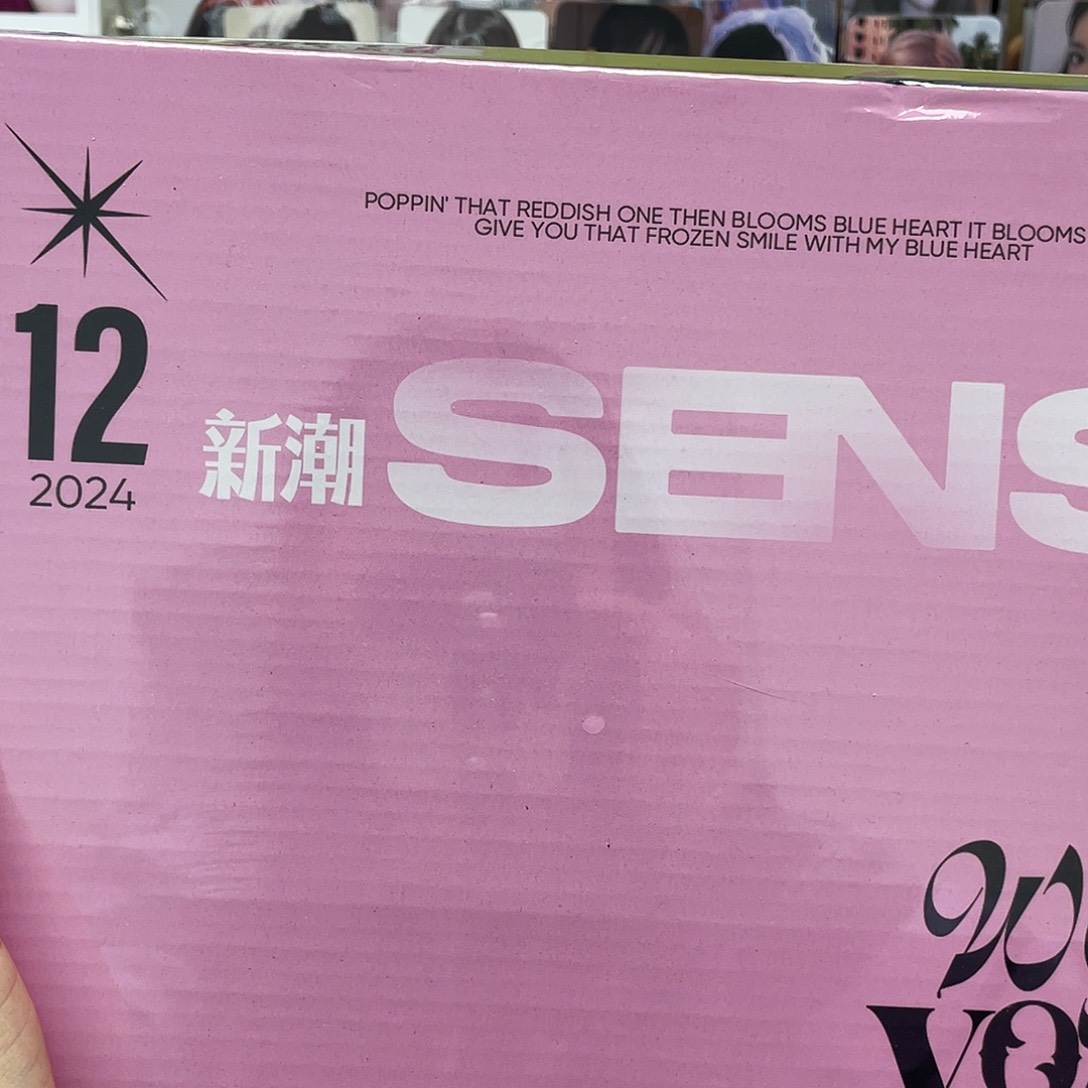 POPPIN' THAT REDDISH ONE THEN BLOOMS BLUE HEART IT BLOOMS
GIVE YOU THAT FROZEN SMILE WITH MY BLUE HEART
12
2024
新潮 SENS